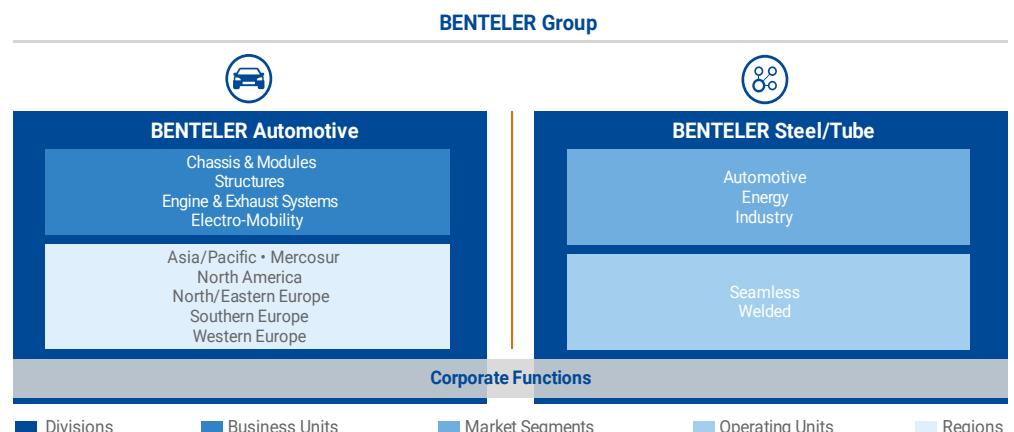 BENTELER Group
BENTELER Automotive
Chassis & Modules
Structures
Engine & Exhaust Systems
Electro-Mobility
Asia/Pacific • Mercosur
North America
North/Eastern Europe
Southern Europe
Western Europe
BENTELER Steel/Tube
Automotive
Energy
Industry
Seamless
Welded
Corporate Functions
Divisions
Business Units
Market Segments
Operating Units
Regions